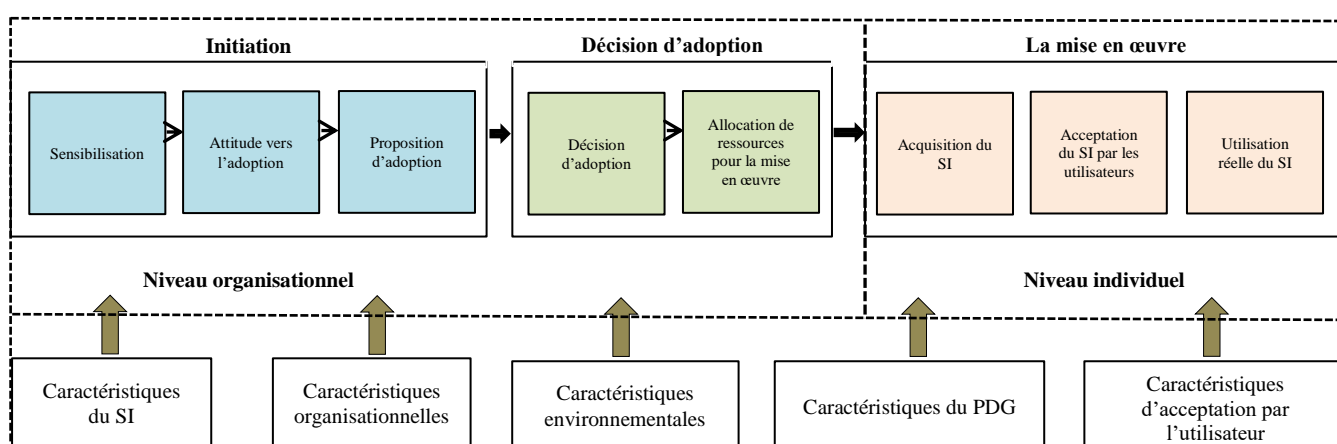 Initiation
Décision d'adoption
La mise en œuvre
Sensibilisation
Attitude vers
l'adoption
Proposition
d'adoption
Décision
d'adoption
Allocation de
ressources
pour la mise
en œuvre
Acquisition du
SI
Acceptation
du SI par les
utilisateurs
Utilisation
réelle du SI
Niveau organisationnel
Niveau individuel
Caractéristiques
du SI
Caractéristiques
organisationnelles
Caractéristiques
environnementales
Caractéristiques du PDG
Caractéristiques
d'acceptation par
l'utilisateur